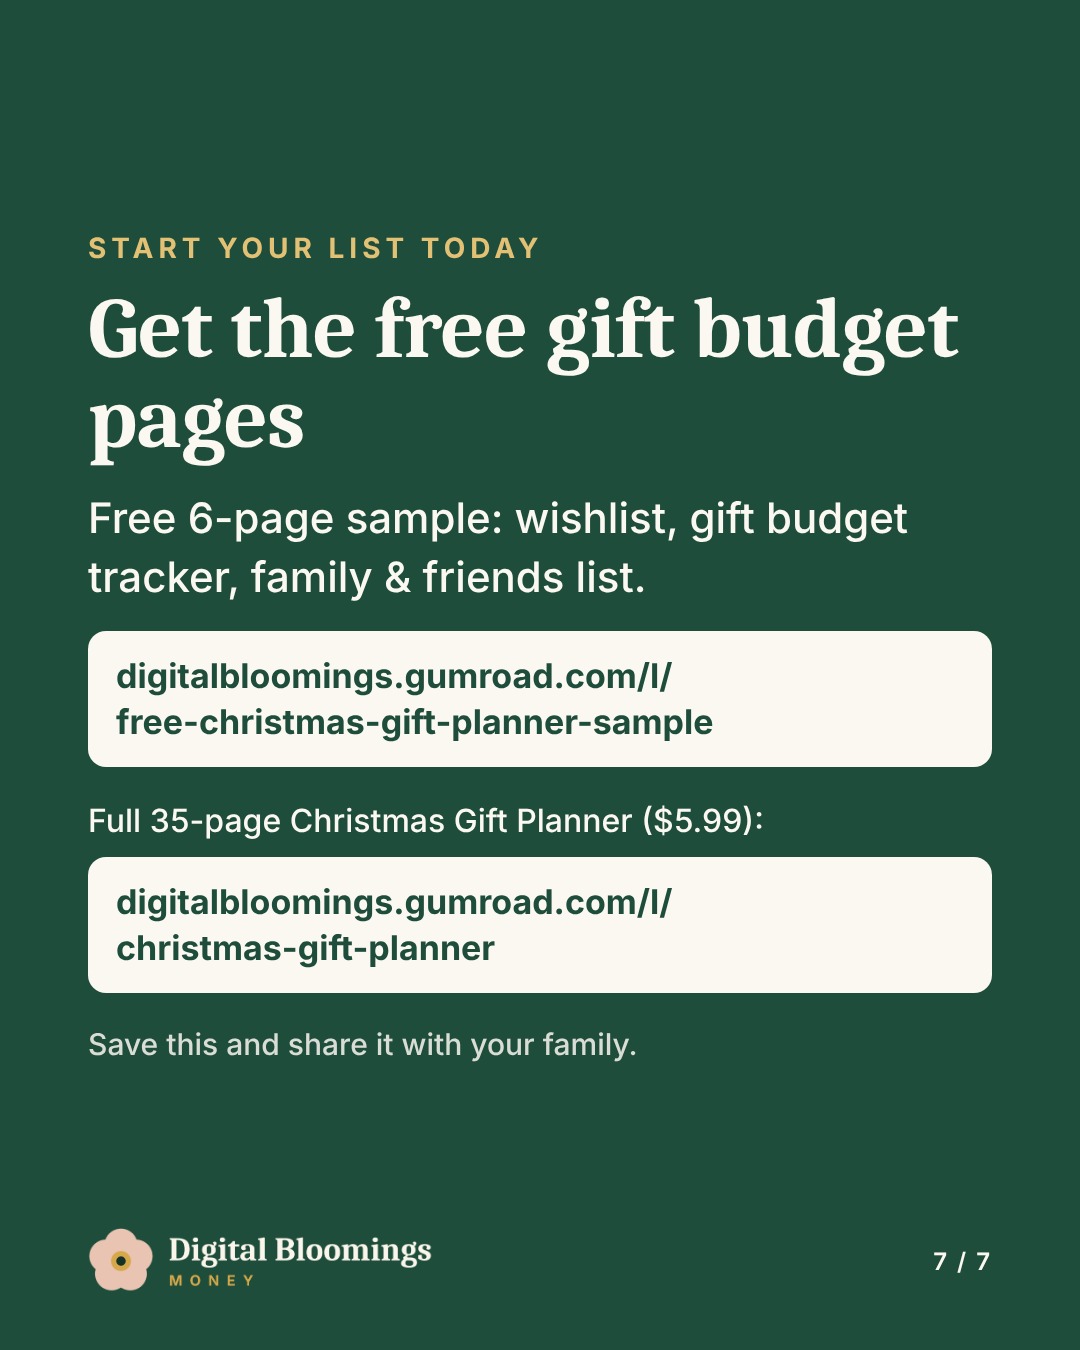 START YOUR LIST TODAY
Get the free gift budget
pages
Free 6-page sample: wishlist, gift budget
tracker, family & friends list.
digitalbloomings.gumroad.com/l/
free-christmas-gift-planner-sample
Full 35-page Christmas Gift Planner ($5.99):
digitalbloomings.gumroad.com/l/
christmas-gift-planner
Save this and share it with your family.
Digital Bloomings
MONEY
7 / 7